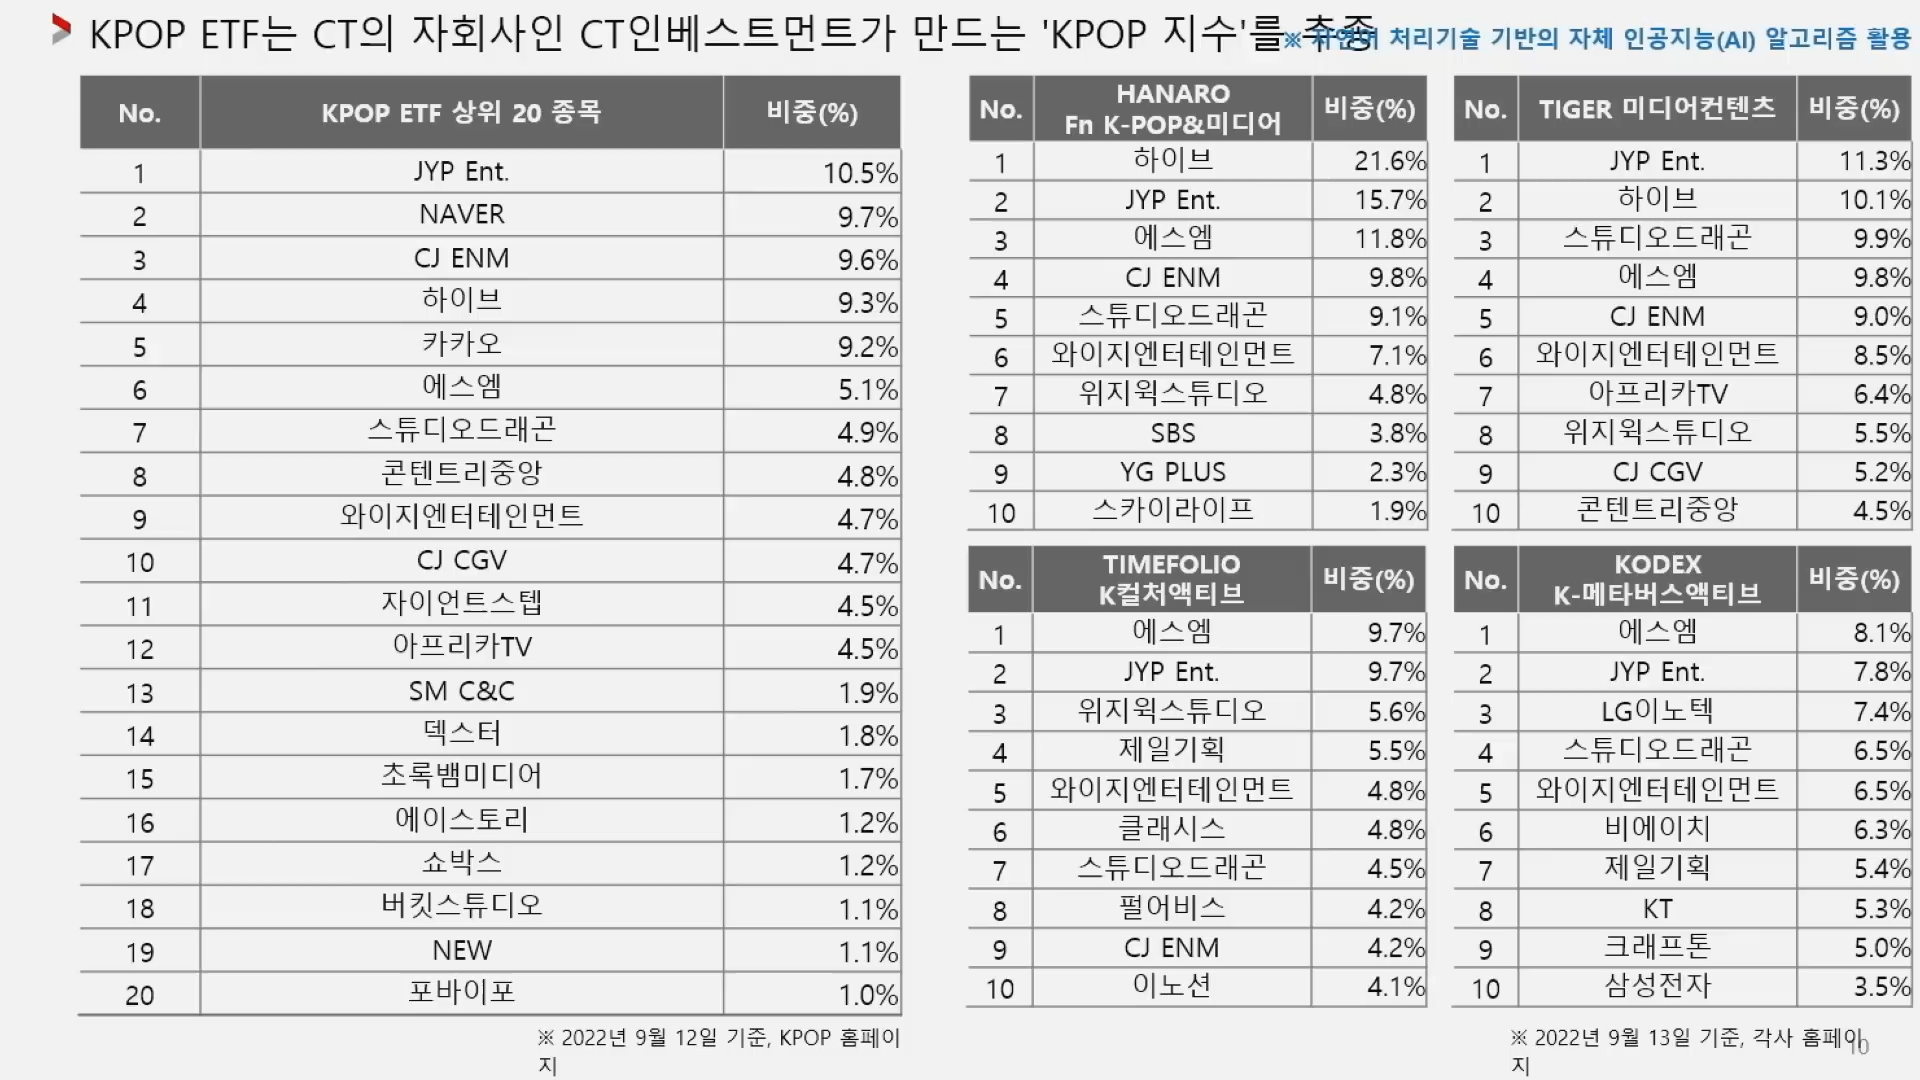 KPOP ETF는 CT의 자회사인 CT인베스트먼트가 만드는 'KPOP 지수'를 추종
※ 자연어 처리기술 기반의 자체 인공지능(AI) 알고리즘 활용
No. KPOP ETF 상위 20 종목 비중(%)
1 JYP Ent. 10.5%
2 NAVER 9.7%
3 CJ ENM 9.6%
4 하이브 9.3%
5 카카오 9.2%
6 에스엠 5.1%
7 스튜디오드래곤 4.9%
8 콘텐트리중앙 4.8%
9 와이지엔터테인먼트 4.7%
10 CJ CGV 4.7%
11 자이언트스텝 4.5%
12 아프리카TV 4.5%
13 SM C&C 1.9%
14 덱스터 1.8%
15 초록뱀미디어 1.7%
16 에이스토리 1.2%
17 쇼박스 1.2%
18 버킷스튜디오 1.1%
19 NEW 1.1%
20 포바이포 1.0%
※ 2022년 9월 12일 기준, KPOP 홈페이
지
No. HANARO 비중(%)
Fn K-POP&미디어
1 하이브 21.6%
2 JYP Ent. 15.7%
3 에스엠 11.8%
4 CJ ENM 9.8%
5 스튜디오드래곤 9.1%
6 와이지엔터테인먼트 7.1%
7 위지윅스튜디오 4.8%
8 SBS 3.8%
9 YG PLUS 2.3%
10 스카이라이프 1.9%
No. TIGER 미디어컨텐츠 비중(%)
1 JYP Ent. 11.3%
2 하이브 10.1%
3 스튜디오드래곤 9.9%
4 에스엠 9.8%
5 CJ ENM 9.0%
6 와이지엔터테인먼트 8.5%
7 아프리카TV 6.4%
8 위지윅스튜디오 5.5%
9 CJ CGV 5.2%
10 콘텐트리중앙 4.5%
No. TIMEFOLIO 비중(%)
K컬처액티브
1 에스엠 9.7%
2 JYP Ent. 9.7%
3 위지윅스튜디오 5.6%
4 제일기획 5.5%
5 와이지엔터테인먼트 4.8%
6 클래시스 4.8%
7 스튜디오드래곤 4.5%
8 펄어비스 4.2%
9 CJ ENM 4.2%
10 이노션 4.1%
No. KODEX 비중(%)
K-메타버스액티브
1 에스엠 8.1%
2 JYP Ent. 7.8%
3 LG이노텍 7.4%
4 스튜디오드래곤 6.5%
5 와이지엔터테인먼트 6.5%
6 비에이치 6.3%
7 제일기획 5.4%
8 KT 5.3%
9 크래프톤 5.0%
10 삼성전자 3.5%
※ 2022년 9월 13일 기준, 각사 홈페이
지
10